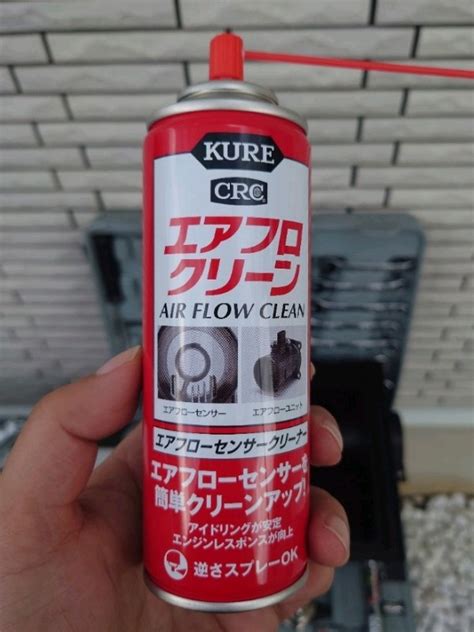 KURE
CRC
エアフロ
クリーン
AIR FLOW CLEAN
エアフローセンサー
エアフローユニット
エアフローセンサークリーナー
エアフローセンサーを
簡単クリーンアップ!
アイドリングが安定
エンジンレスポンスが向上
逆さスプレーOK